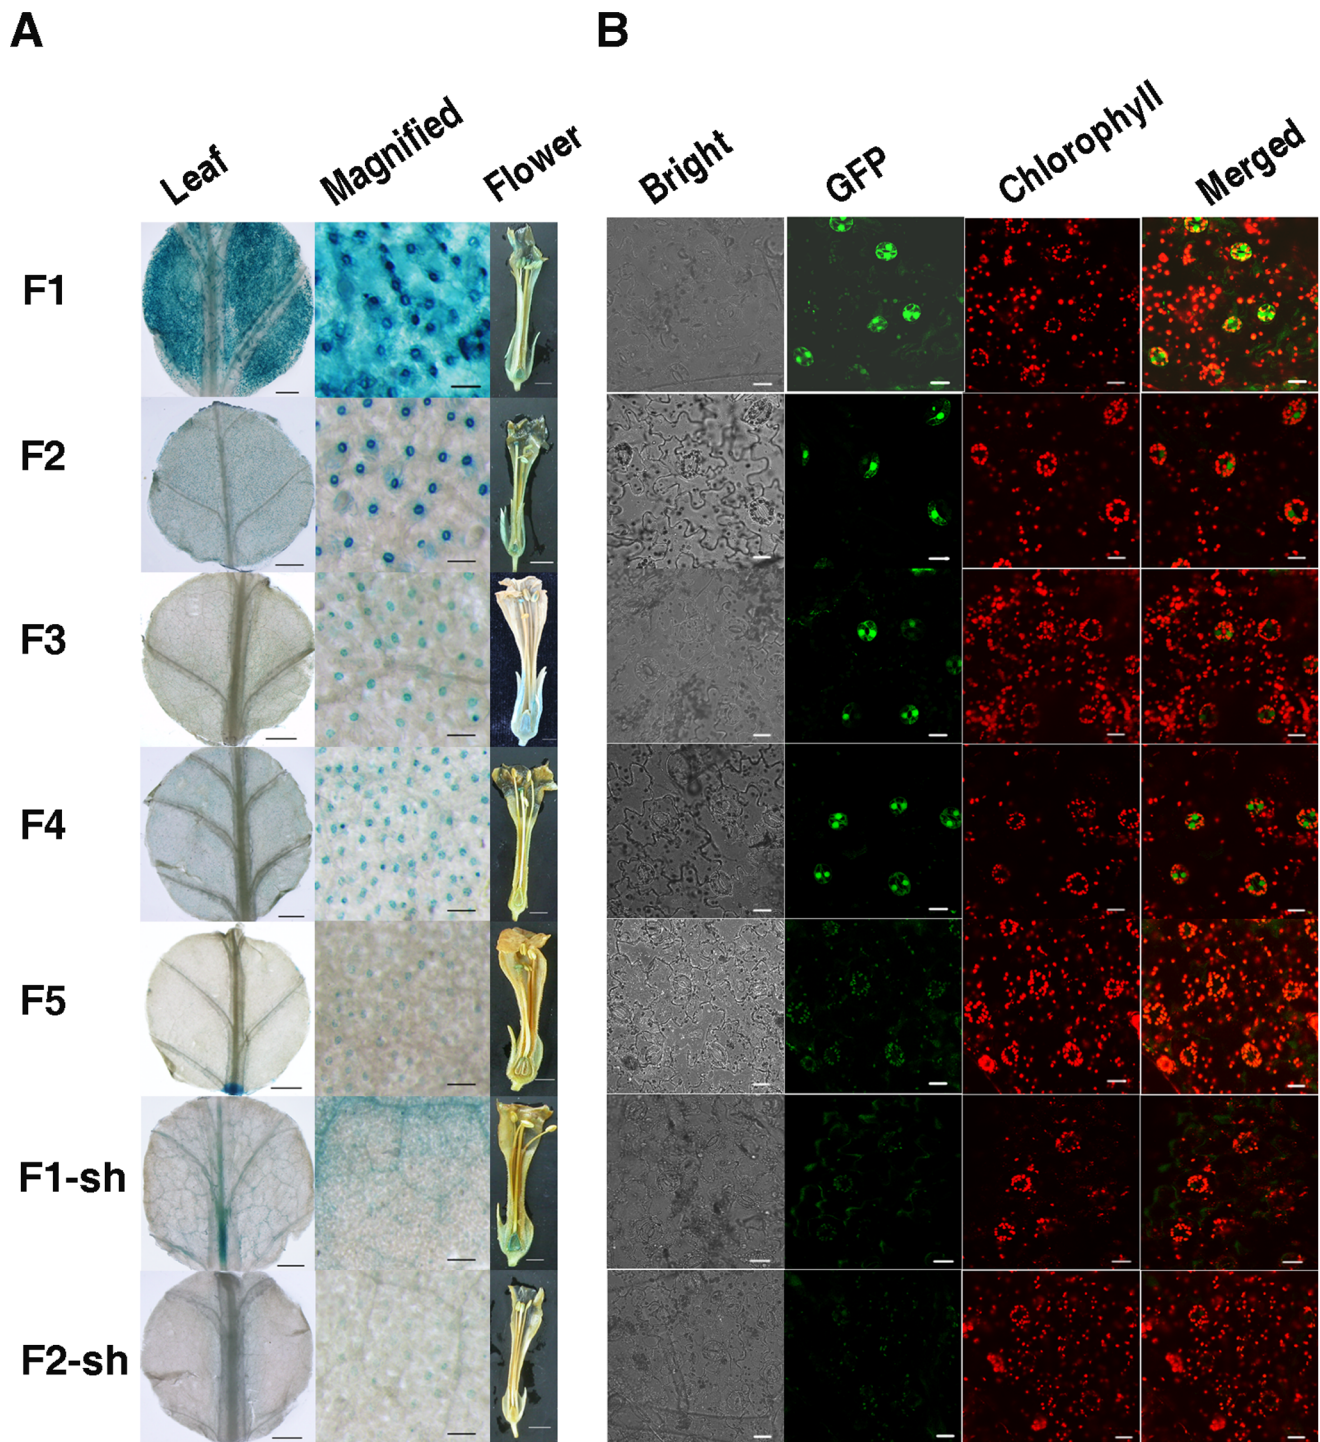 A
B
Leaf
Magnified
Flower
Bright
GFP
Chlorophyll
Merged
F1
F2
F3
F4
F5
F1-sh
F2-sh